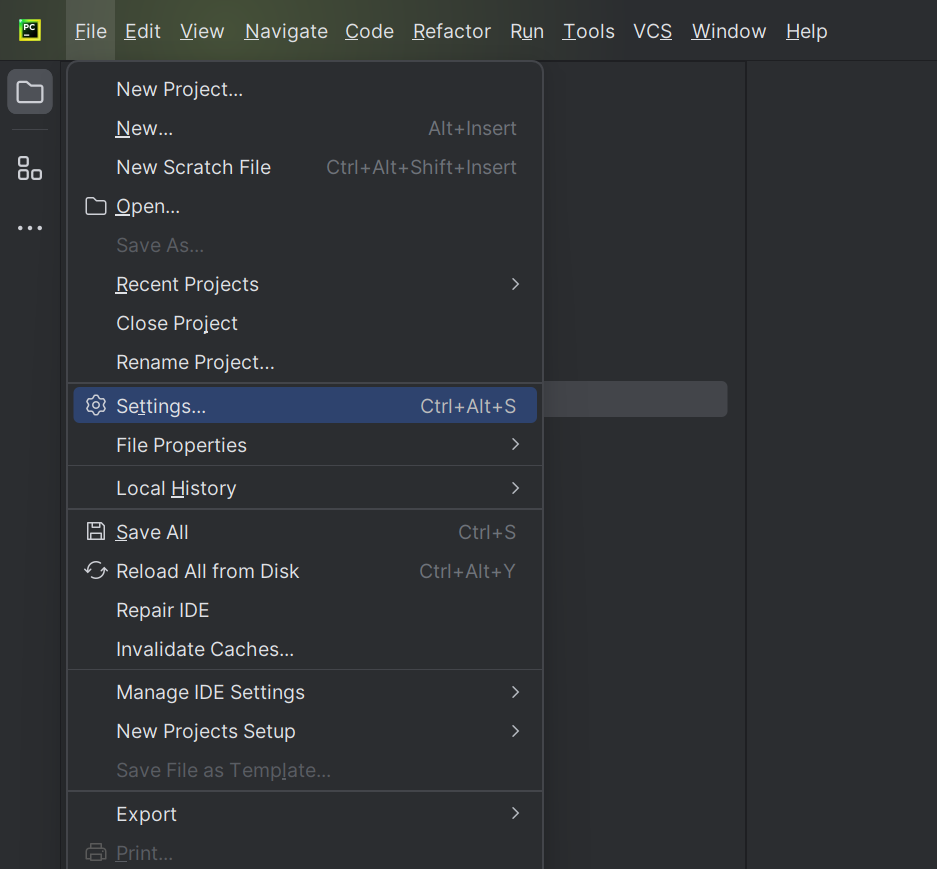 PC File Edit View Navigate Code Refactor Run Tools VCS Window Help
New Project...
New... Alt+Insert
New Scratch File Ctrl+Alt+Shift+Insert
Open...
Save As...
Recent Projects
Close Project
Rename Project...
Settings... Ctrl+Alt+S
File Properties
Local History
Save All Ctrl+S
Reload All from Disk Ctrl+Alt+Y
Repair IDE
Invalidate Caches...
Manage IDE Settings
New Projects Setup
Save File as Template...
Export
Print...